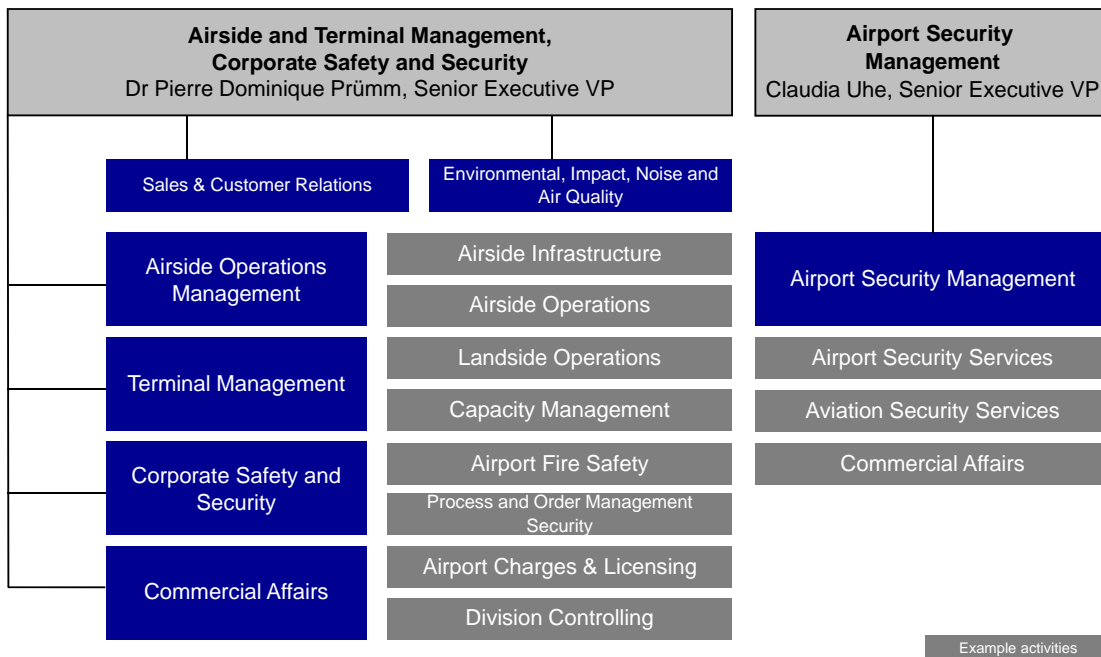 Airside and Terminal Management,
Corporate Safety and Security
Dr Pierre Dominique Prümm, Senior Executive VP
Airport Security
Management
Claudia Uhe, Senior Executive VP
Sales & Customer Relations
Environmental, Impact, Noise and
Air Quality
Airside Operations
Management
Airside Infrastructure
Airside Operations
Airport Security Management
Terminal Management
Landside Operations
Capacity Management
Airport Security Services
Aviation Security Services
Corporate Safety and
Security
Airport Fire Safety
Process and Order Management
Security
Commercial Affairs
Commercial Affairs
Airport Charges & Licensing
Division Controlling
Example activities